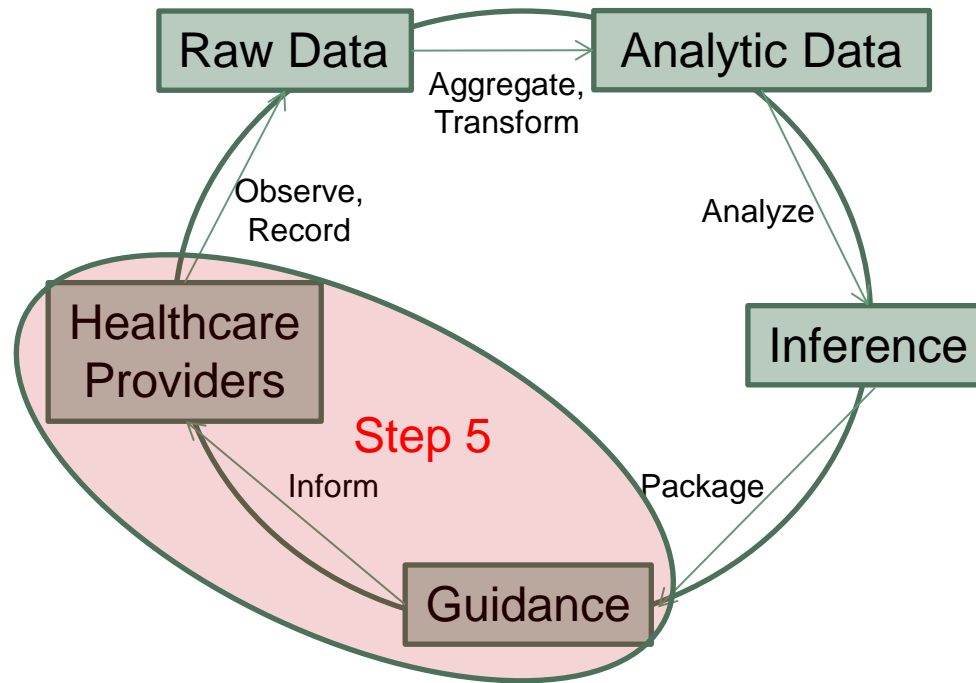 Raw Data
Analytic Data
Aggregate,
Transform
Observe,
Record
Analyze
Healthcare
Providers
Inference
Step 5
Inform
Package
Guidance